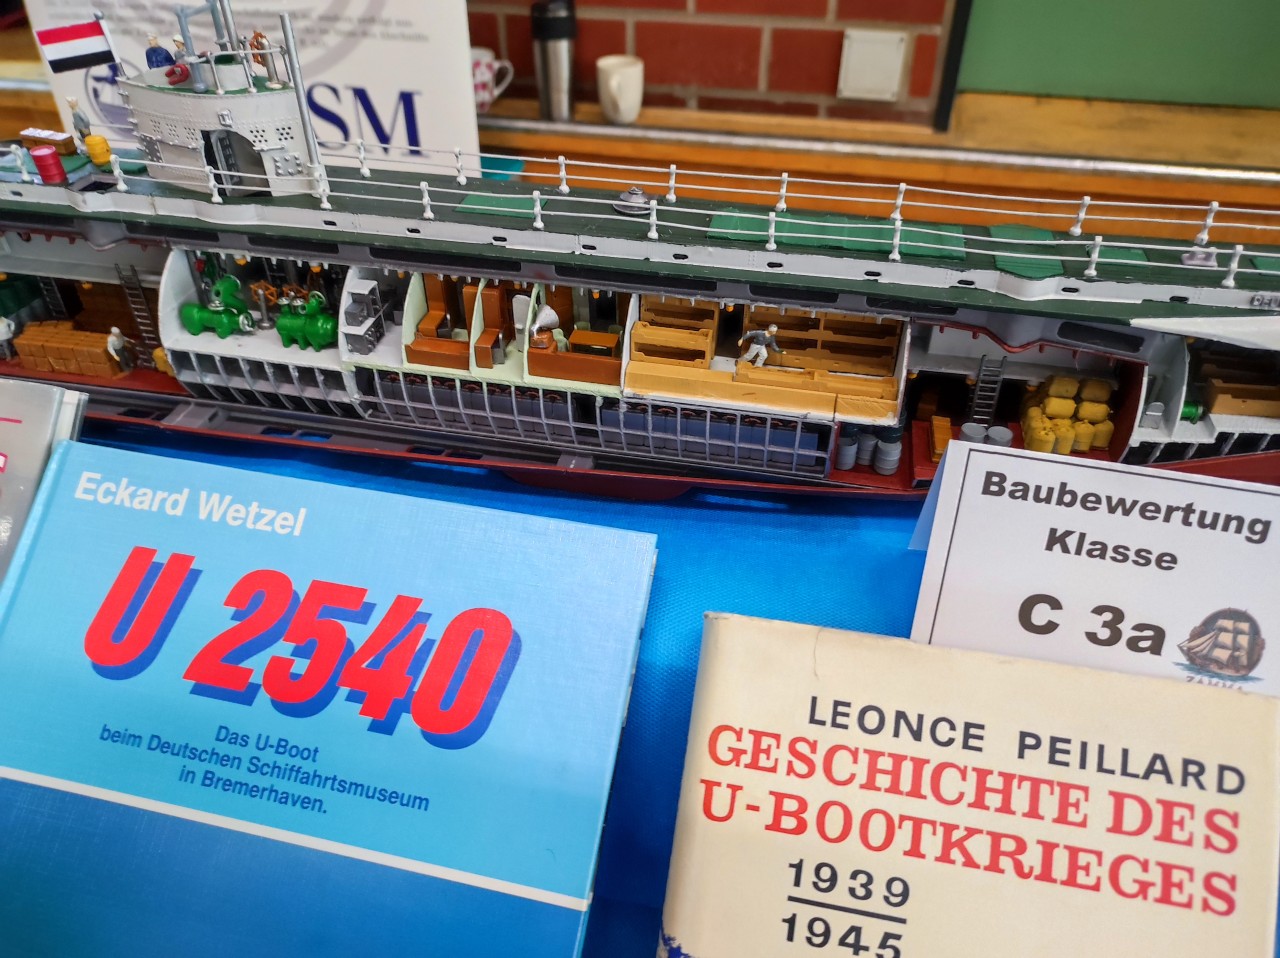 SM
Eckard Wetzel
U 2540
Das U-Boot
beim Deutschen Schiffahrtsmuseum
in Bremerhaven.
Baubewertung
Klasse
C 3a
LEONCE PEILLARD
GESCHICHTE DES
U-BOOTKRIEGES
1939
1945